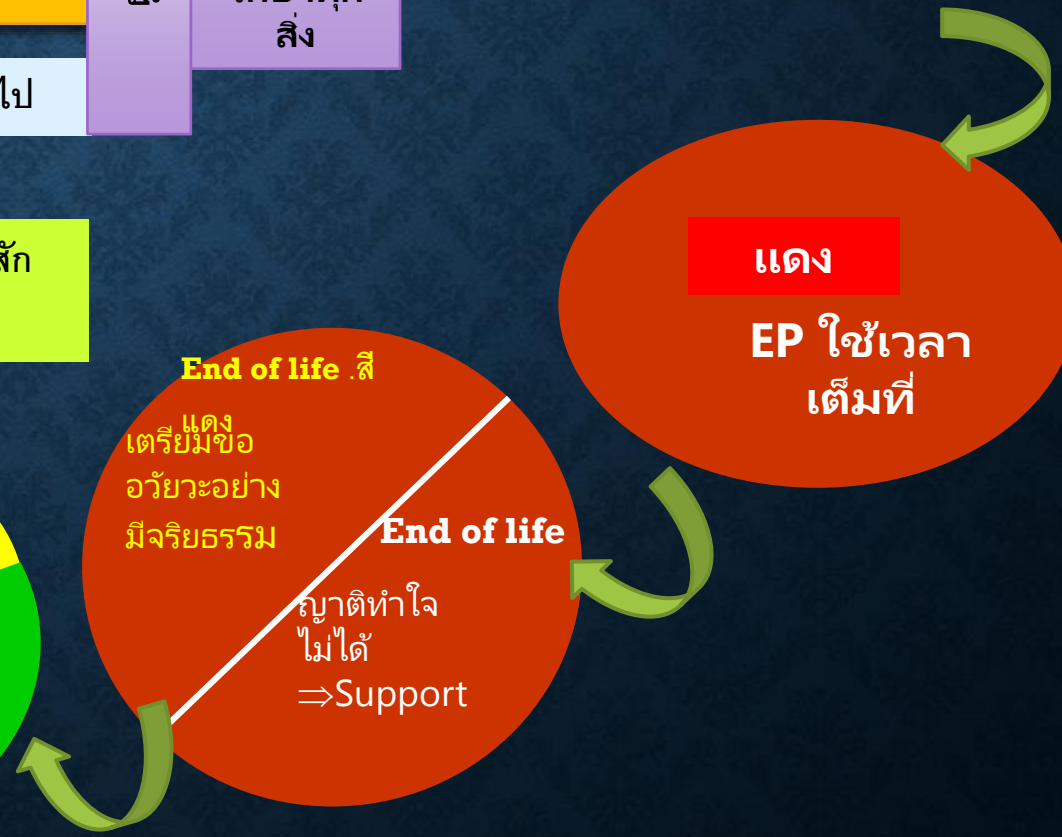 สิ่ง
ไป
แดง
EP ใช้เวลา
เต็มที่
End of life .สี
แดง
เตรียมขอ
อวัยวะอย่าง
มีจริยธรรม
End of life
ญาติทำใจ
ไม่ได้
⇒Support